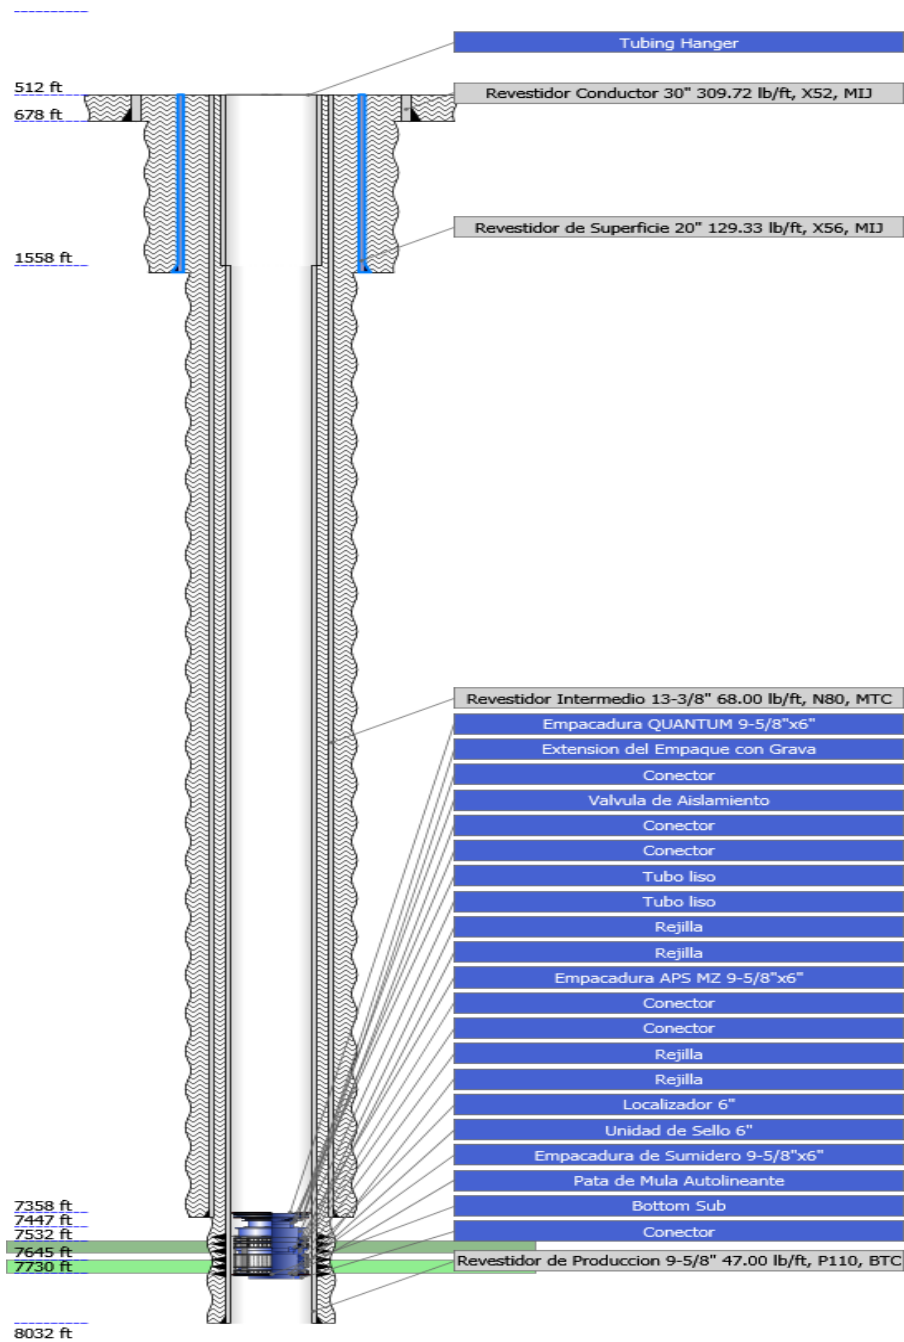 Tubing Hanger
512 ft
Revestidor Conductor 30" 309.72 lb/ft, X52, MIJ
678 ft
Revestidor de Superficie 20" 129.33 lb/ft, X56, MIJ
1558 ft
Revestidor Intermedio 13-3/8" 68.00 lb/ft, N80, MTC
Empacadura QUANTUM 9-5/8"x6"
Extension del Empaque con Grava
Conector
Valvula de Aislamiento
Conector
Conector
Tubo liso
Tubo liso
Rejilla
Rejilla
Empacadura APS MZ 9-5/8"x6"
Conector
Conector
Rejilla
Rejilla
Localizador 6"
Unidad de Sello 6"
Empacadura de Sumidero 9-5/8"x6"
Pata de Mula Autolineante
Bottom Sub
Conector
Revestidor de Produccion 9-5/8" 47.00 lb/ft, P110, BTC
7358 ft
7447 ft
7532 ft
7645 ft
7730 ft
8032 ft